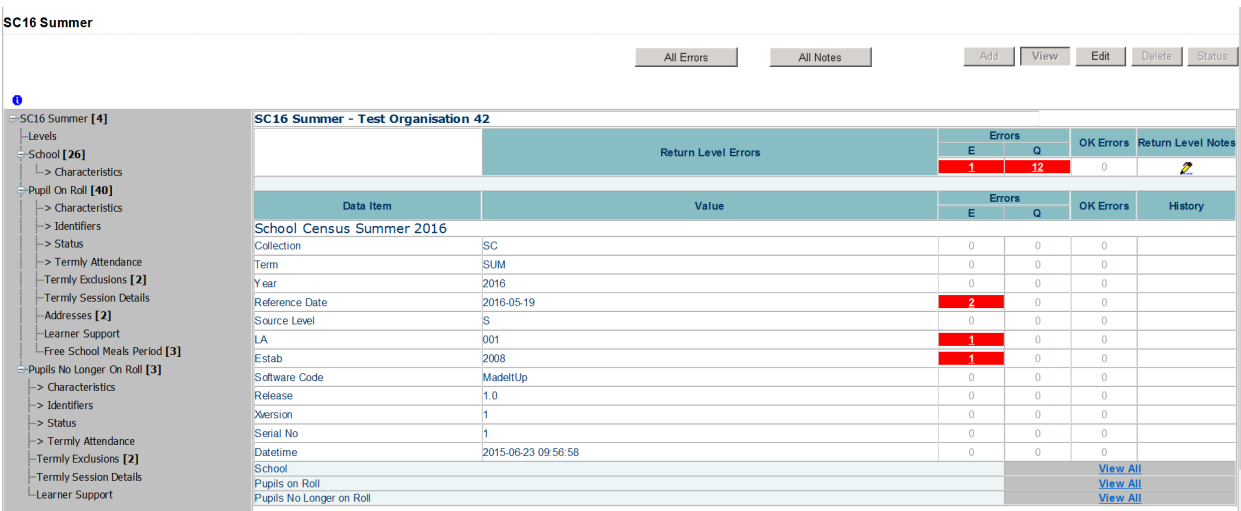 SC16 Summer
All Errors All Notes Add View Edit Delete Status
SC16 Summer [4]
Levels
School [26]
> Characteristics
Pupil On Roll [40]
> Characteristics
> Identifiers
> Status
> Termly Attendance
Termly Exclusions [2]
Termly Session Details
Addresses [2]
Learner Support
Free School Meals Period [3]
Pupils No Longer On Roll [3]
> Characteristics
> Identifiers
> Status
> Termly Attendance
Termly Exclusions [2]
Termly Session Details
Learner Support
SC16 Summer - Test Organisation 42
Return Level Errors Errors OK Errors Return Level Notes
E Q
1 12 0
Data Item Value Errors OK Errors History
E Q
School Census Summer 2016
Collection SC 0 0 0
Term SUM 0 0 0
Year 2016 0 0 0
Reference Date 2016-05-19 2 0 0
Source Level S 0 0 0
LA 001 1 0 0
Estab 2008 1 0 0
Software Code MadeItUp 0 0 0
Release 1.0 0 0 0
Xversion 1 0 0 0
Serial No 1 0 0 0
Datetime 2015-06-23 09:56:58 0 0 0
School View All
Pupils on Roll View All
Pupils No Longer on Roll View All